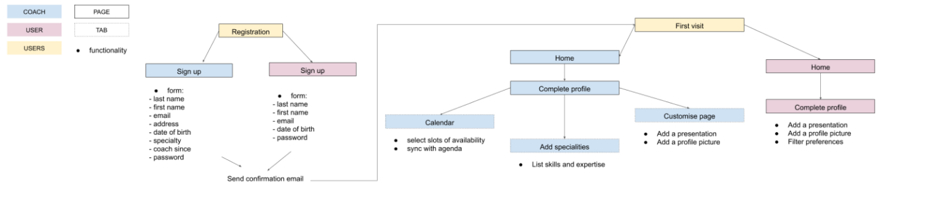 COACH
PAGE
USER
TAB
USERS
● functionality
Registration
Sign up
● form:
- last name
- first name
- email
- address
- date of birth
- specialty
- coach since
- password
Sign up
● form:
- last name
- first name
- email
- date of birth
- password
Send confirmation email
First visit
Home
Complete profile
Calendar
● select slots of availability
● sync with agenda
Add specialities
● List skills and expertise
Customise page
● Add a presentation
● Add a profile picture
Home
Complete profile
● Add a presentation
● Add a profile picture
● Filter preferences